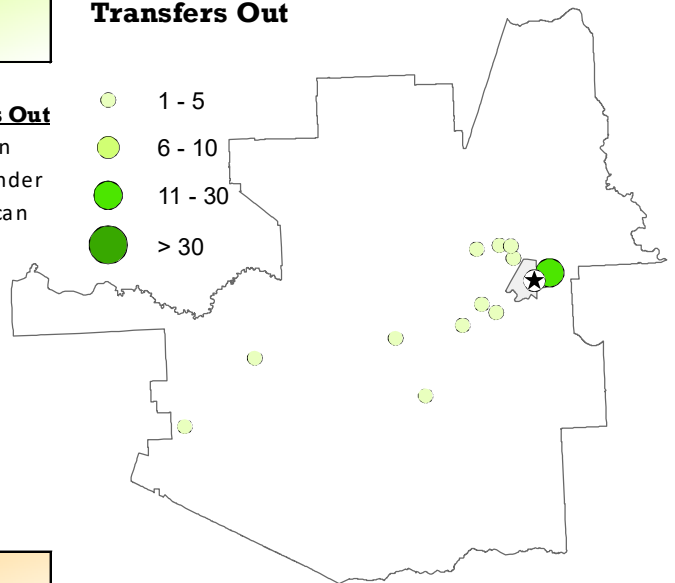 Transfers Out
s Out
n
nder
can
1 - 5
6 - 10
11 - 30
> 30